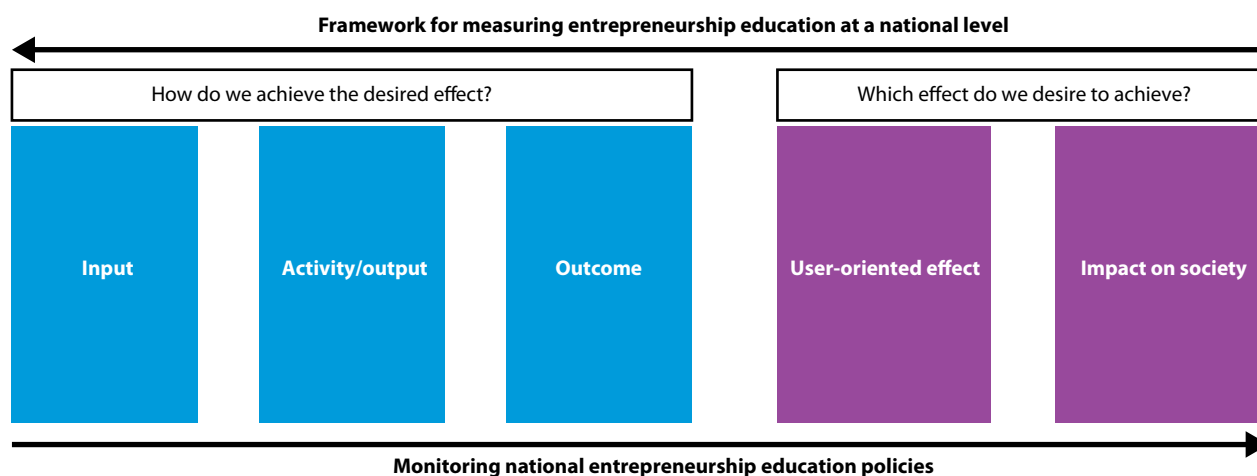 Framework for measuring entrepreneurship education at a national level
How do we achieve the desired effect?
Which effect do we desire to achieve?
Input
Activity/output
Outcome
User-oriented effect
Impact on society
Monitoring national entrepreneurship education policies